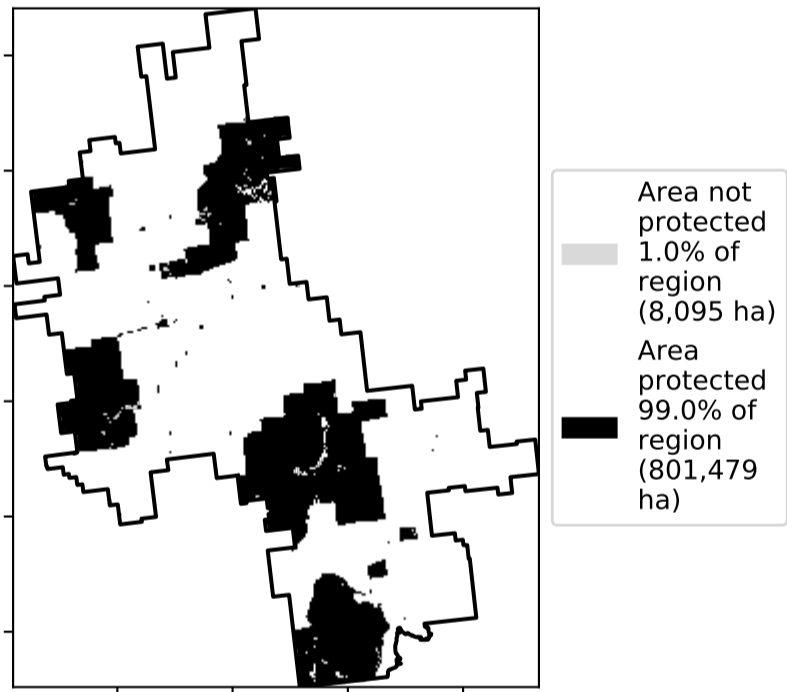 Area not
protected
1.0% of
region
(8,095 ha)
Area
protected
99.0% of
region
(801,479
ha)